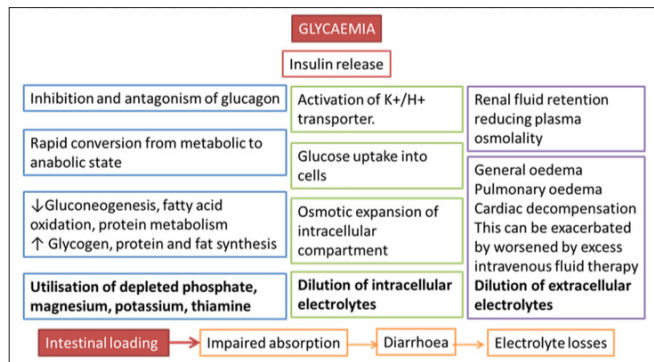 GLYCAEMIA
Insulin release
Inhibition and antagonism of glucagon
Rapid conversion from metabolic to
anabolic state
↓Gluconeogenesis, fatty acid
oxidation, protein metabolism
↑ Glycogen, protein and fat synthesis
Utilisation of depleted phosphate,
magnesium, potassium, thiamine
Activation of K+/H+
transporter.
Glucose uptake into
cells
Osmotic expansion of
intracellular
compartment
Dilution of intracellular
electrolytes
Renal fluid retention
reducing plasma
osmolality
General oedema
Pulmonary oedema
Cardiac decompensation
This can be exacerbated
by worsened by excess
intravenous fluid therapy
Dilution of extracellular
electrolytes
Intestinal loading
Impaired absorption
Diarrhoea
Electrolyte losses